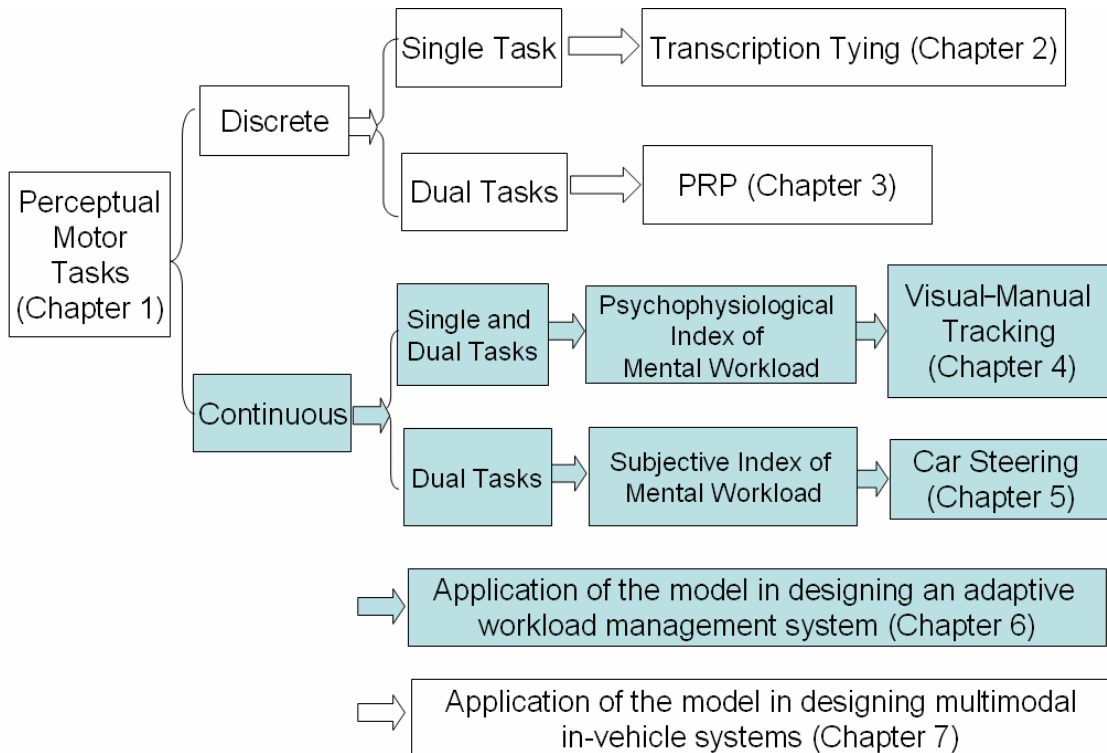 Single Task
Transcription Tying (Chapter 2)
Discrete
Dual Tasks
PRP (Chapter 3)
Perceptual
Motor
Tasks
(Chapter 1)
Single and
Dual Tasks
Psychophysiological
Index of
Mental Workload
Visual-Manual
Tracking
(Chapter 4)
Continuous
Dual Tasks
Subjective Index of
Mental Workload
Car Steering
(Chapter 5)
Application of the model in designing an adaptive
workload management system (Chapter 6)
Application of the model in designing multimodal
in-vehicle systems (Chapter 7)